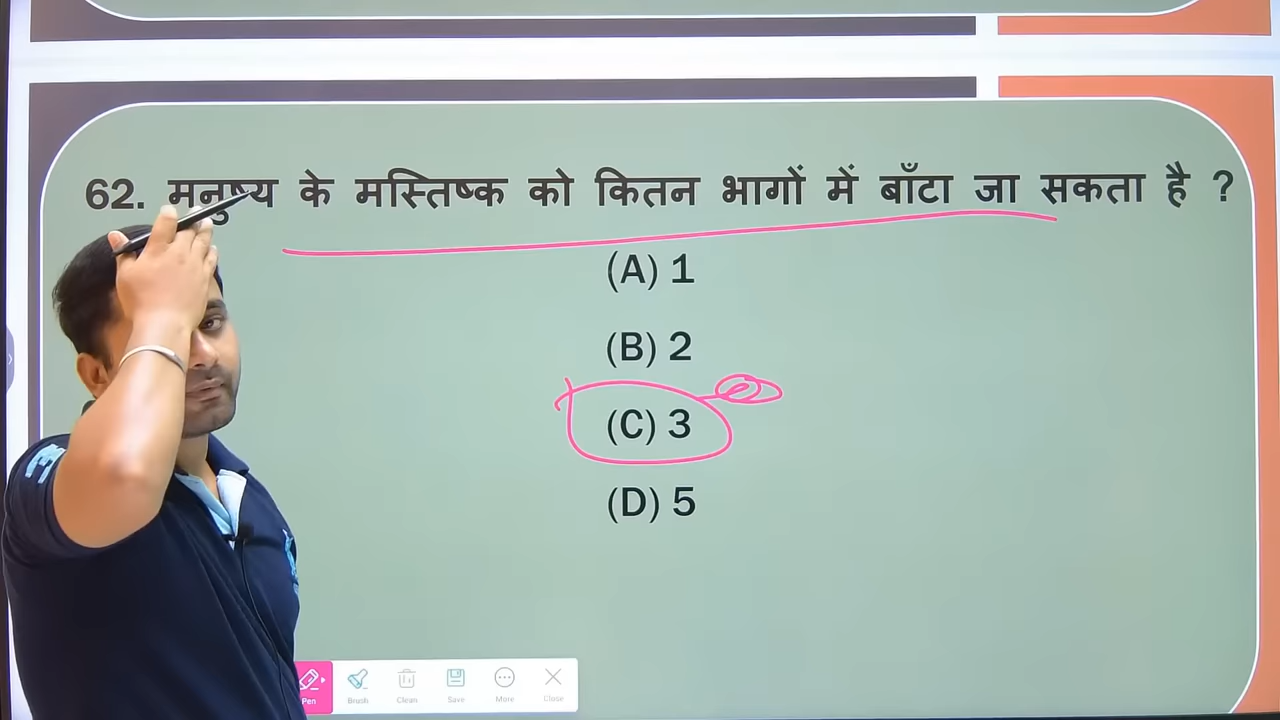 62. मनुष्य के मस्तिष्क को कितन भागों में बाँटा जा सकता है ?
(A) 1
(B) 2
(C) 3
(D) 5
Pen Brush Clean Save More Close